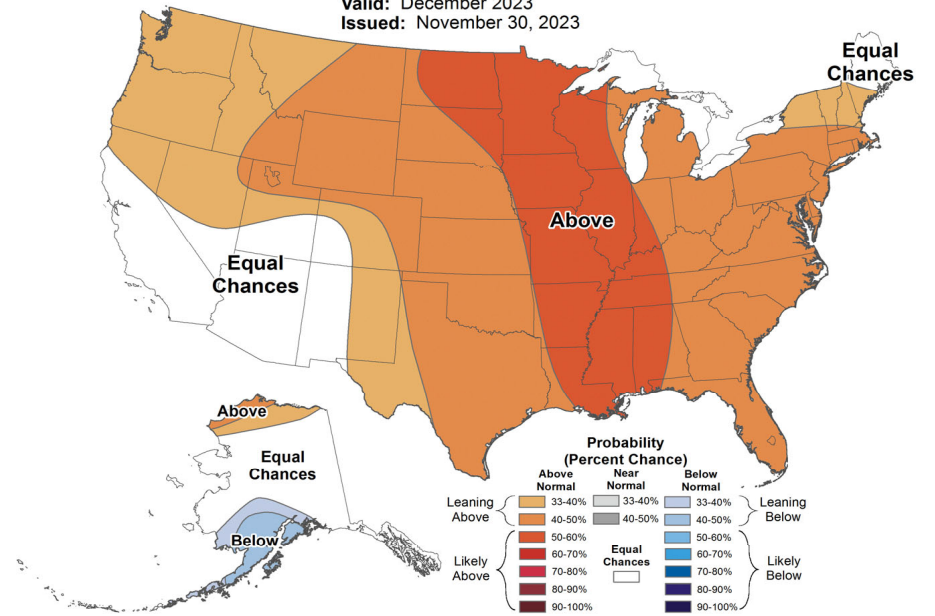 Valid: December 2023
Issued: November 30, 2023
Equal
Chances
Above
Equal
Chances
Above
Equal
Chances
Below
Probability
(Percent Chance)
Above
Normal
Near
Normal
Below
Normal
Leaning
Above
33-40%
33-40%
33-40%
Leaning
Below
40-50%
40-50%
40-50%
Likely
Above
50-60%
Equal
Chances
50-60%
Likely
Below
60-70%
60-70%
70-80%
70-80%
80-90%
80-90%
90-100%
90-100%